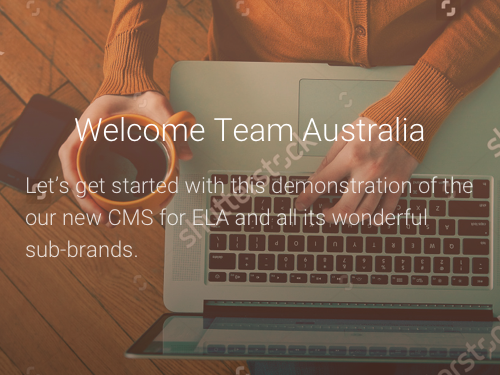 Welcome Team Australia
Let's get started with this demonstration of the
our new CMS for ELA and all its wonderful
sub-brands.
shutterstock